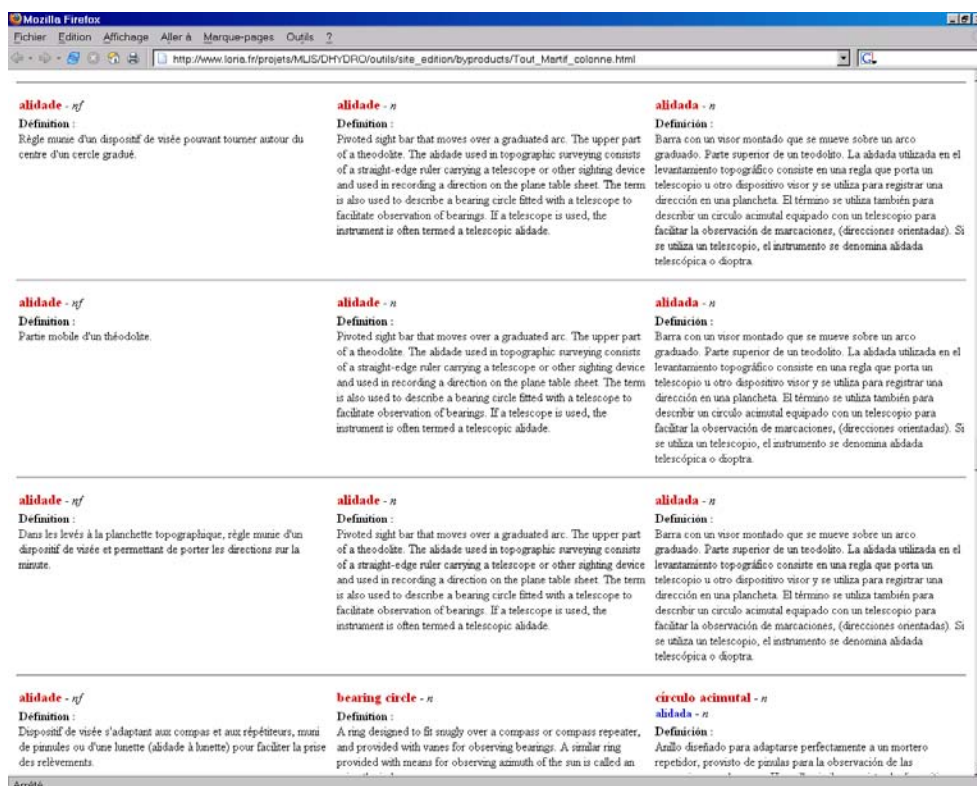 Mozilla Firefox
Fichier Edition Affichage Aller à Marque-pages Outils ?
http://www.loria.fr/projets/MLIS/DHYDRO/outils/site_edition/byproducts/Tout_Martif_colonne.html
alidade - nf
Définition :
Règle munie d'un dispositif de visée pouvant tourner autour du
centre d'un cercle gradué.
alidade - n
Definition :
Pivoted sight bar that moves over a graduated arc. The upper part
of a theodolite. The alidade used in topographic surveying consists
of a straight-edge ruler carrying a telescope or other sighting device
and used in recording a direction on the plane table sheet. The term
is also used to describe a bearing circle fitted with a telescope to
facilitate observation of bearings. If a telescope is used, the
instrument is often termed a telescopic alidade.
alidada - n
Definición :
Barra con un visor montado que se mueve sobre un arco
graduado. Parte superior de un teodolito. La alidada utilizada en el
levantamiento topográfico consiste en una regla que porta un
telescopio u otro dispositivo visor y se utiliza para registrar una
dirección en una plancheta. El término se utiliza también para
describir un circulo acimutal equipado con un telescopio para
facilitar la observación de marcaciones, (direcciones orientadas). Si
se utiliza un telescopio, el instrumento se denomina alidada
telescópica o dioptra.
alidade - nf
Définition :
Partie mobile d'un théodolite.
alidade - n
Definition :
Pivoted sight bar that moves over a graduated arc. The upper part
of a theodolite. The alidade used in topographic surveying consists
of a straight-edge ruler carrying a telescope or other sighting device
and used in recording a direction on the plane table sheet. The term
is also used to describe a bearing circle fitted with a telescope to
facilitate observation of bearings. If a telescope is used, the
instrument is often termed a telescopic alidade.
alidada - n
Definición :
Barra con un visor montado que se mueve sobre un arco
graduado. Parte superior de un teodolito. La alidada utilizada en el
levantamiento topográfico consiste en una regla que porta un
telescopio u otro dispositivo visor y se utiliza para registrar una
dirección en una plancheta. El término se utiliza también para
describir un circulo acimutal equipado con un telescopio para
facilitar la observación de marcaciones, (direcciones orientadas). Si
se utiliza un telescopio, el instrumento se denomina alidada
telescópica o dioptra.
alidade - nf
Définition :
Dans les levés à la planchette topographique, règle munie d'un
dispositif de visée et permettant de porter les directions sur la
minute.
alidade - n
Definition :
Pivoted sight bar that moves over a graduated arc. The upper part
of a theodolite. The alidade used in topographic surveying consists
of a straight-edge ruler carrying a telescope or other sighting device
and used in recording a direction on the plane table sheet. The term
is also used to describe a bearing circle fitted with a telescope to
facilitate observation of bearings. If a telescope is used, the
instrument is often termed a telescopic alidade.
alidada - n
Definición :
Barra con un visor montado que se mueve sobre un arco
graduado. Parte superior de un teodolito. La alidada utilizada en el
levantamiento topográfico consiste en una regla que porta un
telescopio u otro dispositivo visor y se utiliza para registrar una
dirección en una plancheta. El término se utiliza también para
describir un circulo acimutal equipado con un telescopio para
facilitar la observación de marcaciones, (direcciones orientadas). Si
se utiliza un telescopio, el instrumento se denomina alidada
telescópica o dioptra.
alidade - nf
Définition :
Dispositif de visée s'adaptant aux compas et aux répétiteurs, muni
de pinnules ou d'une lunette (alidade à lunette) pour faciliter la prise
des relèvements.
bearing circle - n
Definition :
A ring designed to fit snugly over a compass or compass repeater,
and provided with vanes for observing bearings. A similar ring
provided with means for observing azimuth of the sun is called an
círculo acimutal - n
alidada - n
Definición :
Anillo diseñado para adaptarse perfectamente a un mortero
repetidor, provisto de pínulas para la observación de las
Arrêté